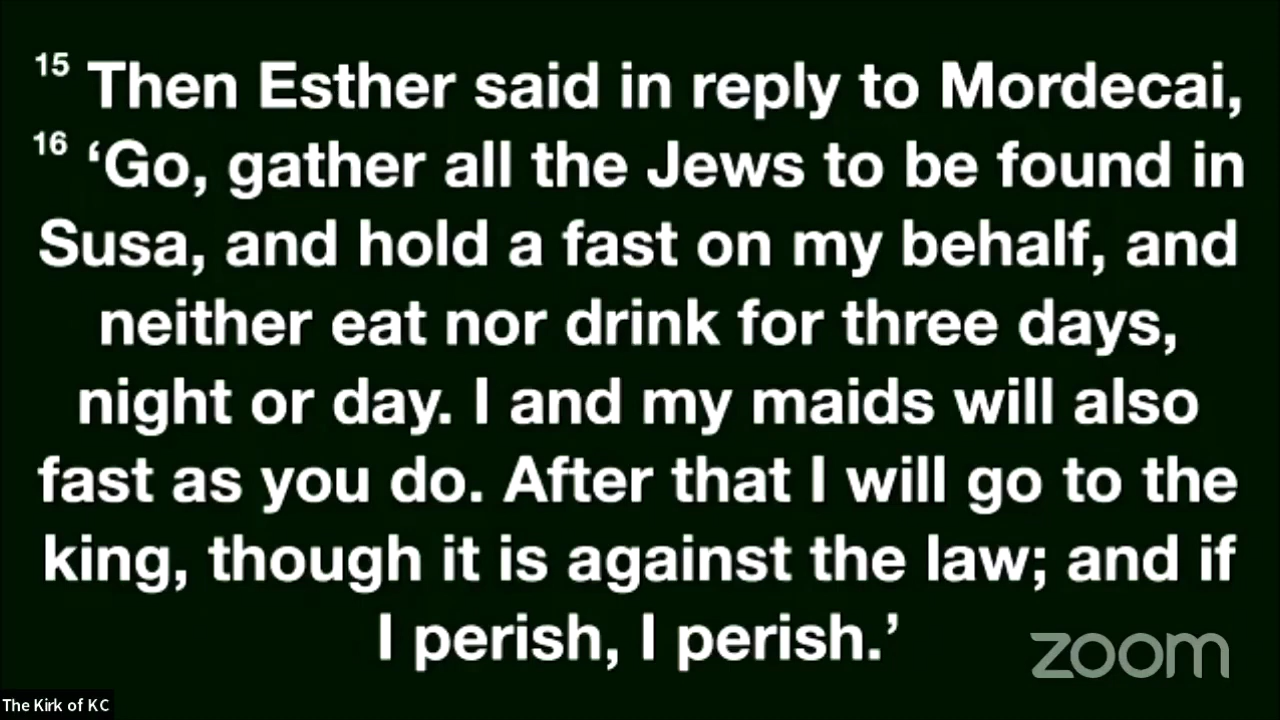 15 Then Esther said in reply to Mordecai,
16 ‘Go, gather all the Jews to be found in
Susa, and hold a fast on my behalf, and
neither eat nor drink for three days,
night or day. I and my maids will also
fast as you do. After that I will go to the
king, though it is against the law; and if
I perish, I perish.’
zoom
The Kirk of KC